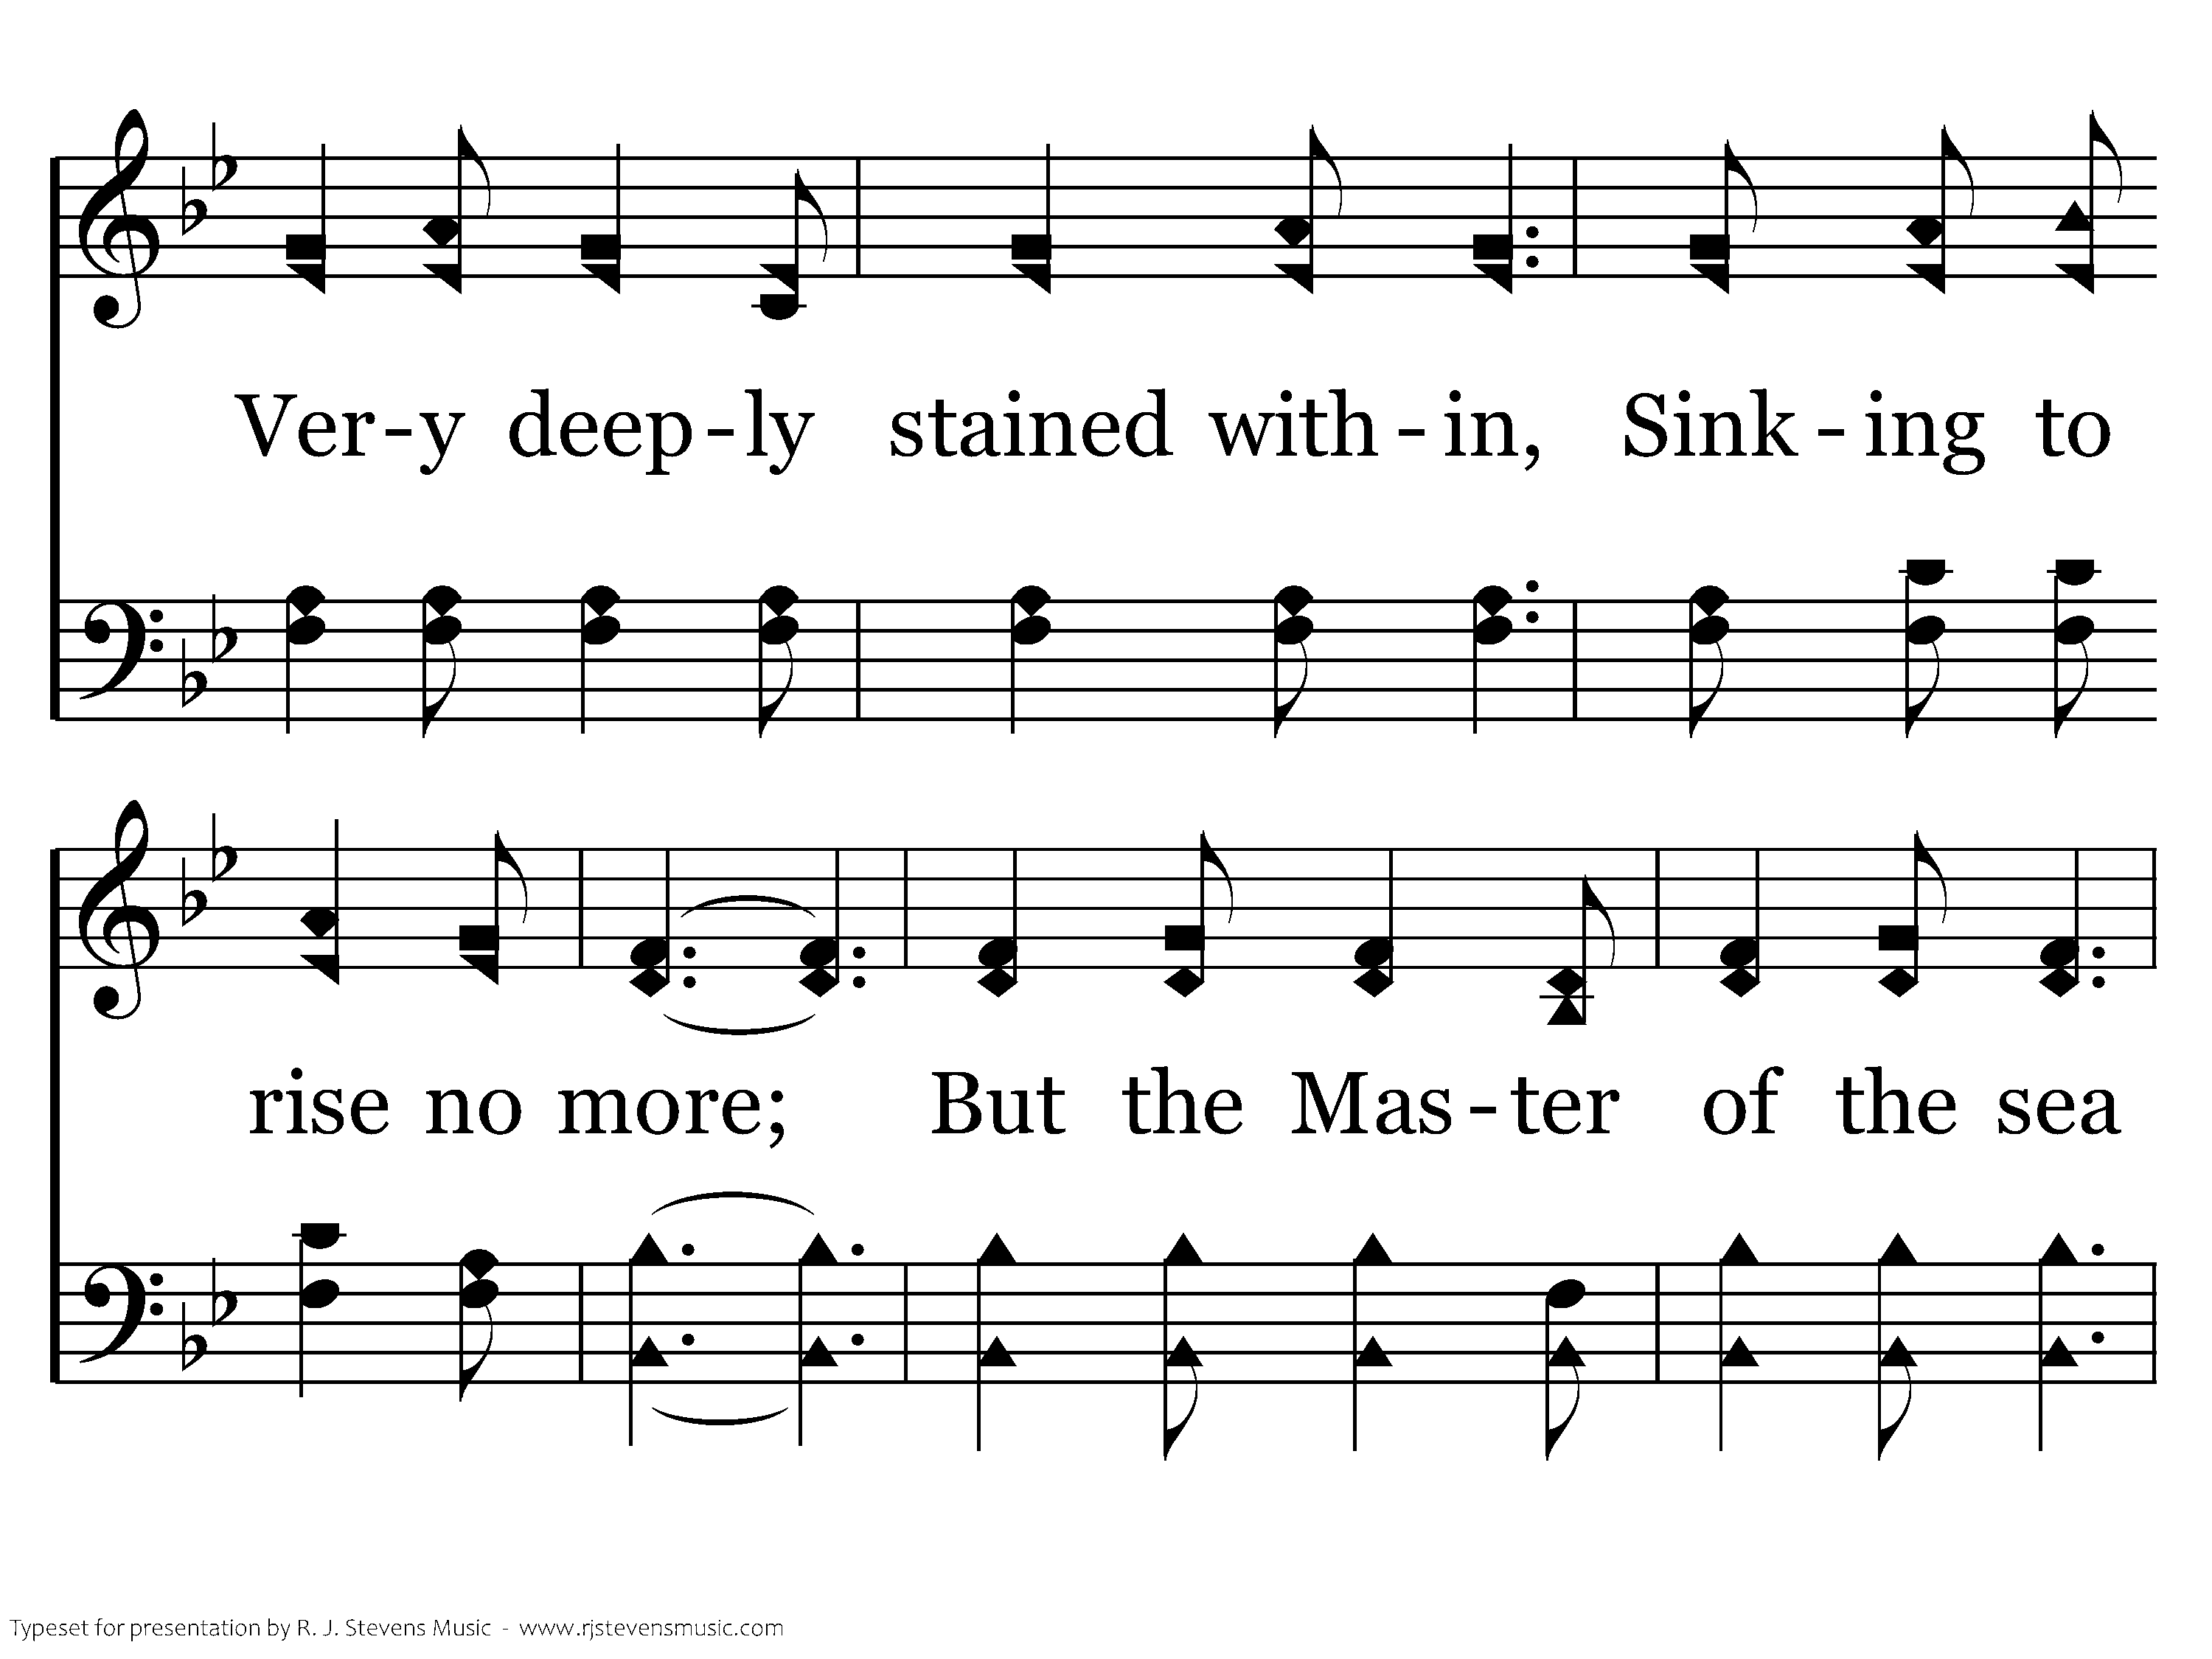 Ver-y deep-ly stained with-in, Sink-ing to
rise no more; But the Mas-ter of the sea
Typeset for presentation by R. J. Stevens Music - www.rjstevensmusic.com